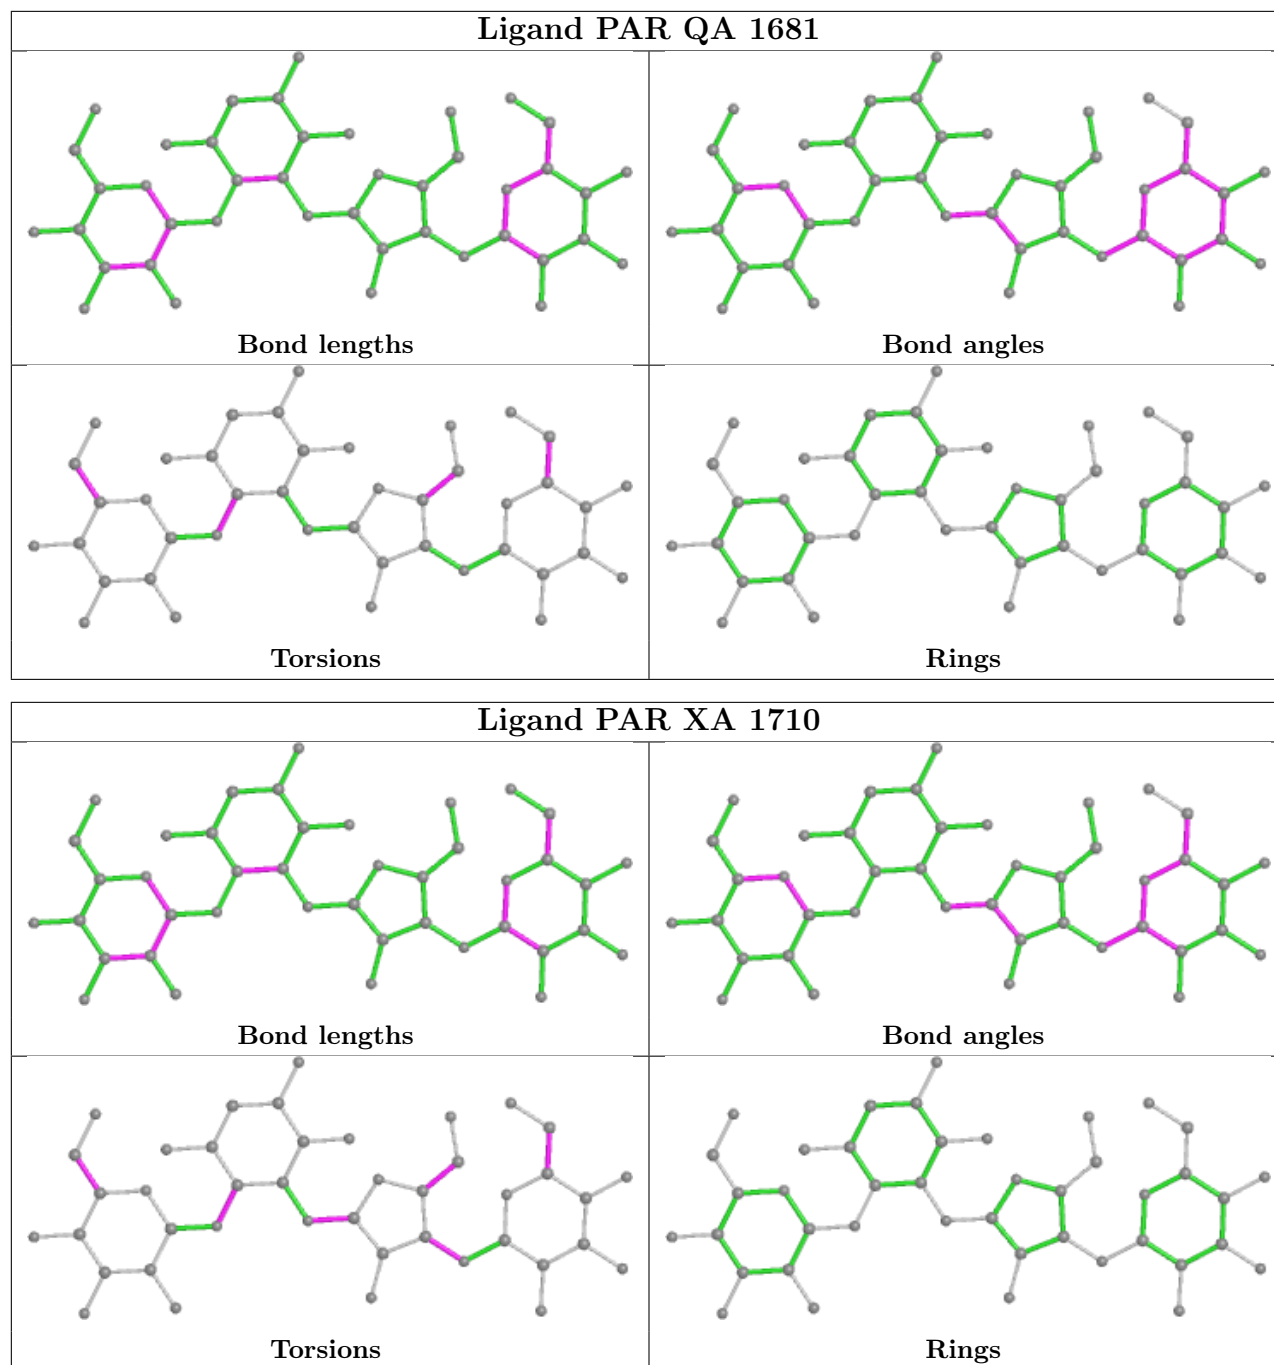 Ligand PAR QA 1681
Bond lengths
Bond angles
Torsions
Rings
Ligand PAR XA 1710
Bond lengths
Bond angles
Torsions
Rings